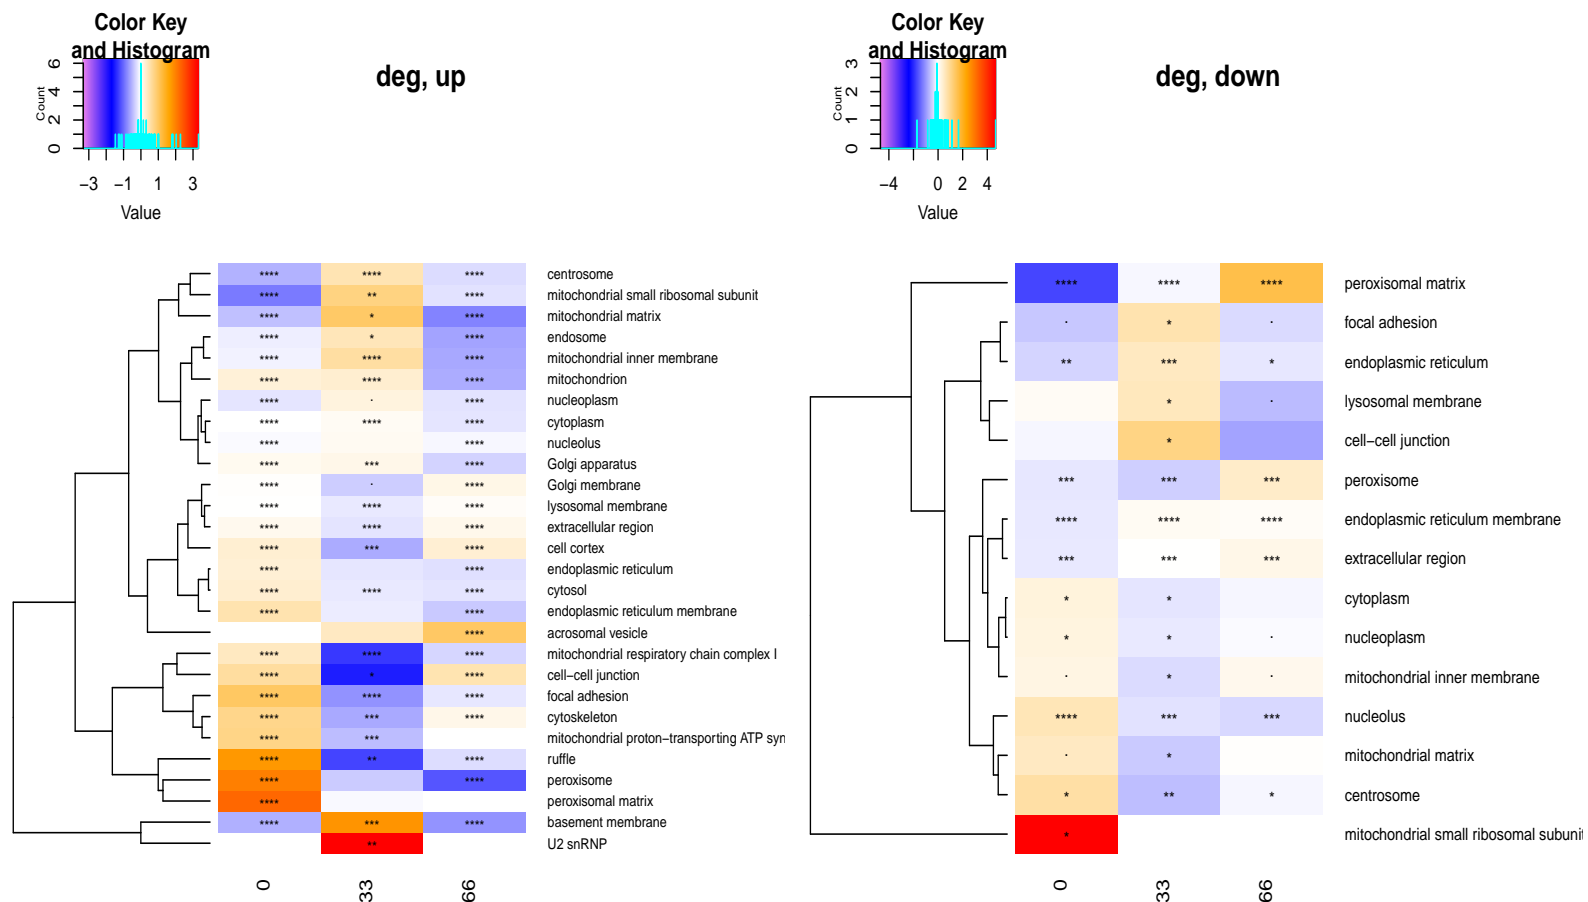 Color Key
and Histogram
Count
0 2 4 6
−3 −1 1 3
Value
deg, up
**** **** **** centrosome
**** ** **** mitochondrial small ribosomal subunit
**** * **** mitochondrial matrix
**** * **** endosome
**** **** **** mitochondrial inner membrane
**** **** **** mitochondrion
**** . **** nucleoplasm
**** **** **** cytoplasm
**** **** nucleolus
**** *** **** Golgi apparatus
**** . **** Golgi membrane
**** **** **** lysosomal membrane
**** **** **** extracellular region
**** *** **** cell cortex
**** **** endoplasmic reticulum
**** **** **** cytosol
**** **** endoplasmic reticulum membrane
**** acrosomal vesicle
**** **** **** mitochondrial respiratory chain complex I
**** * **** cell−cell junction
**** **** **** focal adhesion
**** *** **** cytoskeleton
**** *** mitochondrial proton−transporting ATP syn
**** ** **** ruffle
**** **** peroxisome
**** peroxisomal matrix
**** *** **** basement membrane
** U2 snRNP
0 33 66
Color Key
and Histogram
Count
0 1 2 3
−4 0 2 4
Value
deg, down
**** **** **** peroxisomal matrix
. * . focal adhesion
** *** * endoplasmic reticulum
* . lysosomal membrane
* cell−cell junction
*** *** *** peroxisome
**** **** **** endoplasmic reticulum membrane
*** *** *** extracellular region
* * cytoplasm
* * . nucleoplasm
. * . mitochondrial inner membrane
**** *** *** nucleolus
. * mitochondrial matrix
* ** * centrosome
* mitochondrial small ribosomal subunit
0 33 66